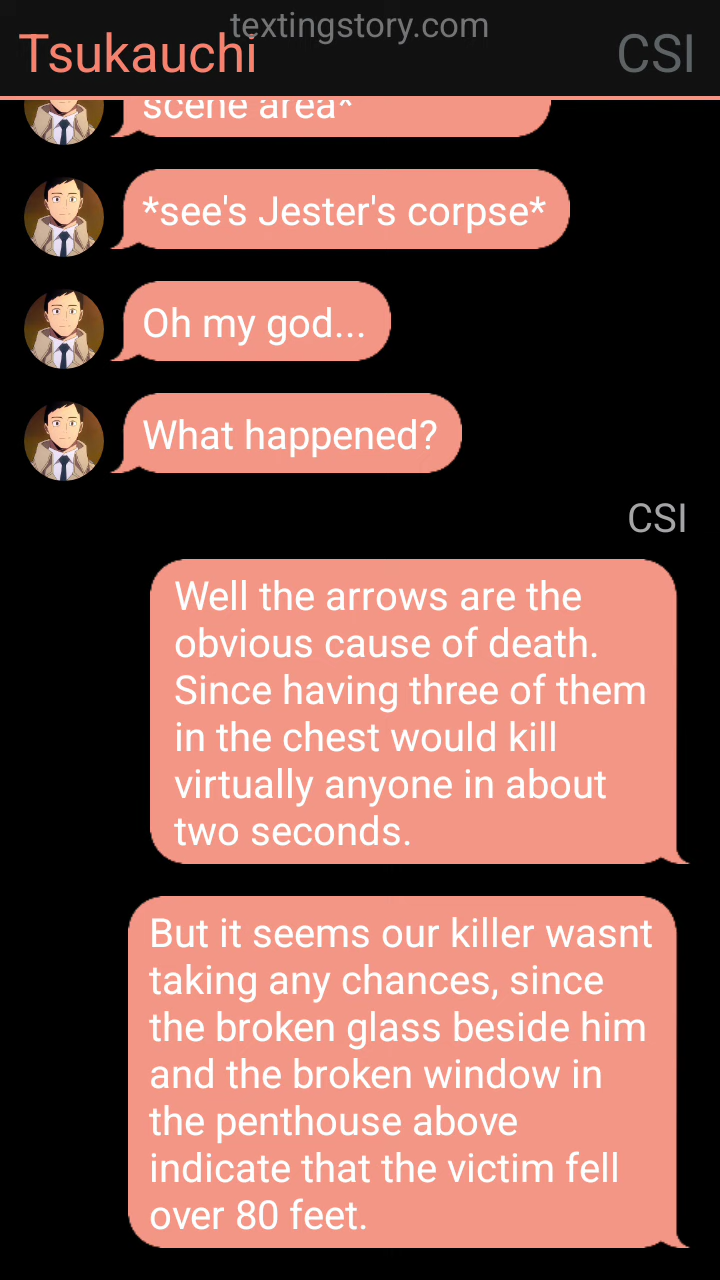 textingstory.com
Tsukauchi
CSI
scene area*
*see's Jester's corpse*
Oh my god...
What happened?
CSI
Well the arrows are the
obvious cause of death.
Since having three of them
in the chest would kill
virtually anyone in about
two seconds.
But it seems our killer wasnt
taking any chances, since
the broken glass beside him
and the broken window in
the penthouse above
indicate that the victim fell
over 80 feet.